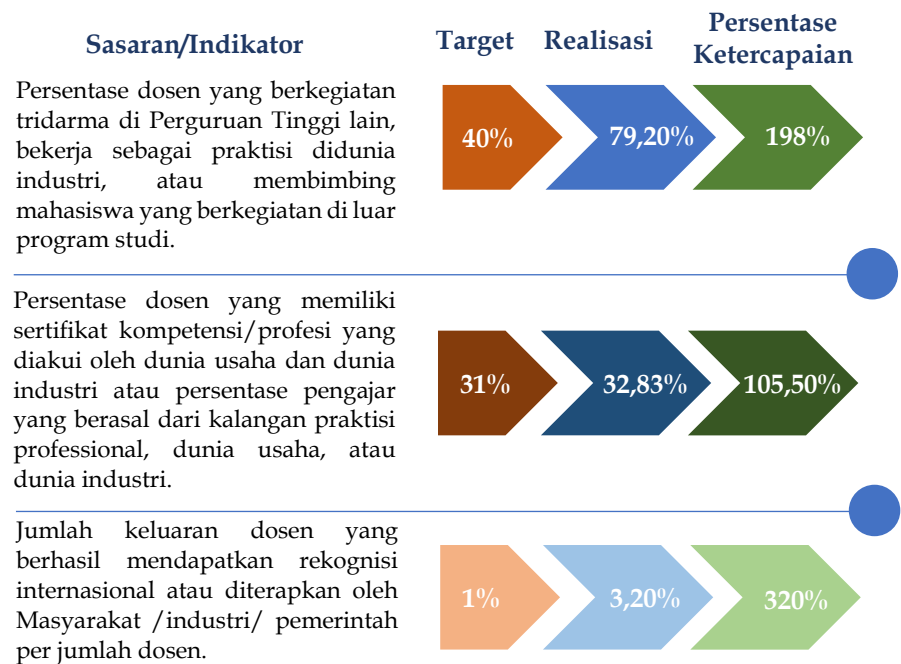 Sasaran/Indikator
Target
Realisasi
Persentase
Ketercapaian
Persentase dosen yang berkegiatan
tridarma di Perguruan Tinggi lain,
bekerja sebagai praktisi didunia
industri, atau membimbing
mahasiswa yang berkegiatan di luar
program studi.
40%
79,20%
198%
Persentase dosen yang memiliki
sertifikat kompetensi/profesi yang
diakui oleh dunia usaha dan dunia
industri atau persentase pengajar
yang berasal dari kalangan praktisi
professional, dunia usaha, atau
dunia industri.
31%
32,83%
105,50%
Jumlah keluaran dosen yang
berhasil mendapatkan rekognisi
internasional atau diterapkan oleh
Masyarakat /industri/ pemerintah
per jumlah dosen.
1%
3,20%
320%